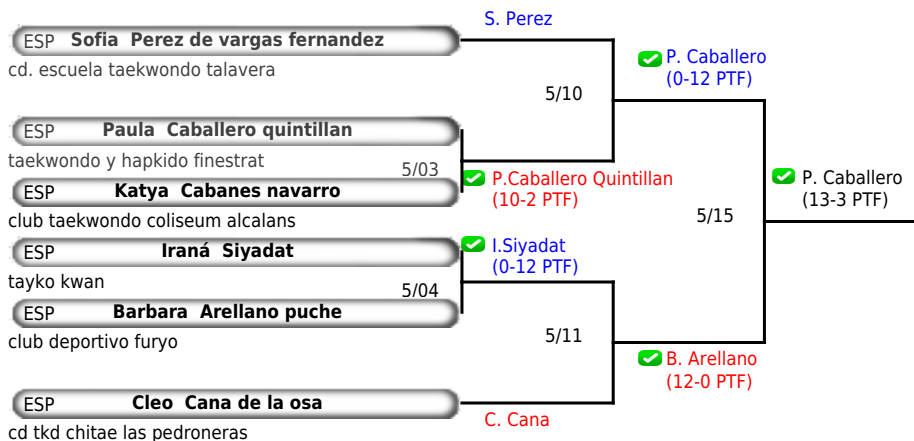 S. Perez
ESP Sofia Perez de vargas fernandez
cd. escuela taekwondo talavera
P. Caballero
(0-12 PTF)
5/10
ESP Paula Caballero quintillan
taekwondo y hapkido finestrat
5/03
ESP Katya Cabanes navarro
club taekwondo coliseum alcalans
P.Caballero Quintillan
(10-2 PTF)
P. Caballero
(13-3 PTF)
5/15
ESP Iraná Siyadat
tayko kwan
I.Siyadat
(0-12 PTF)
5/04
ESP Barbara Arellano puche
club deportivo furyo
5/11
B. Arellano
(12-0 PTF)
ESP Cleo Cana de la osa
cd tkd chitae las pedroneras
C. Cana